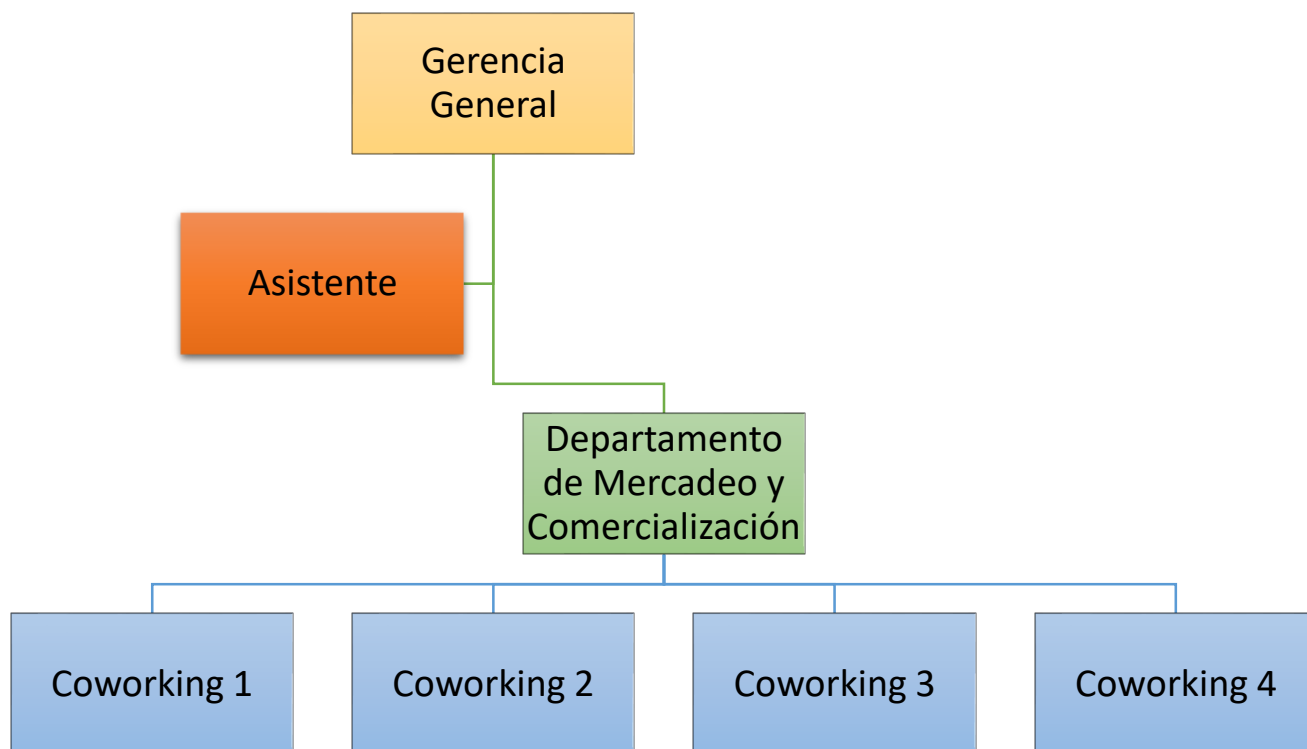 Gerencia
General
Asistente
Departamento
de Mercadeo y
Comercialización
Coworking 1
Coworking 2
Coworking 3
Coworking 4